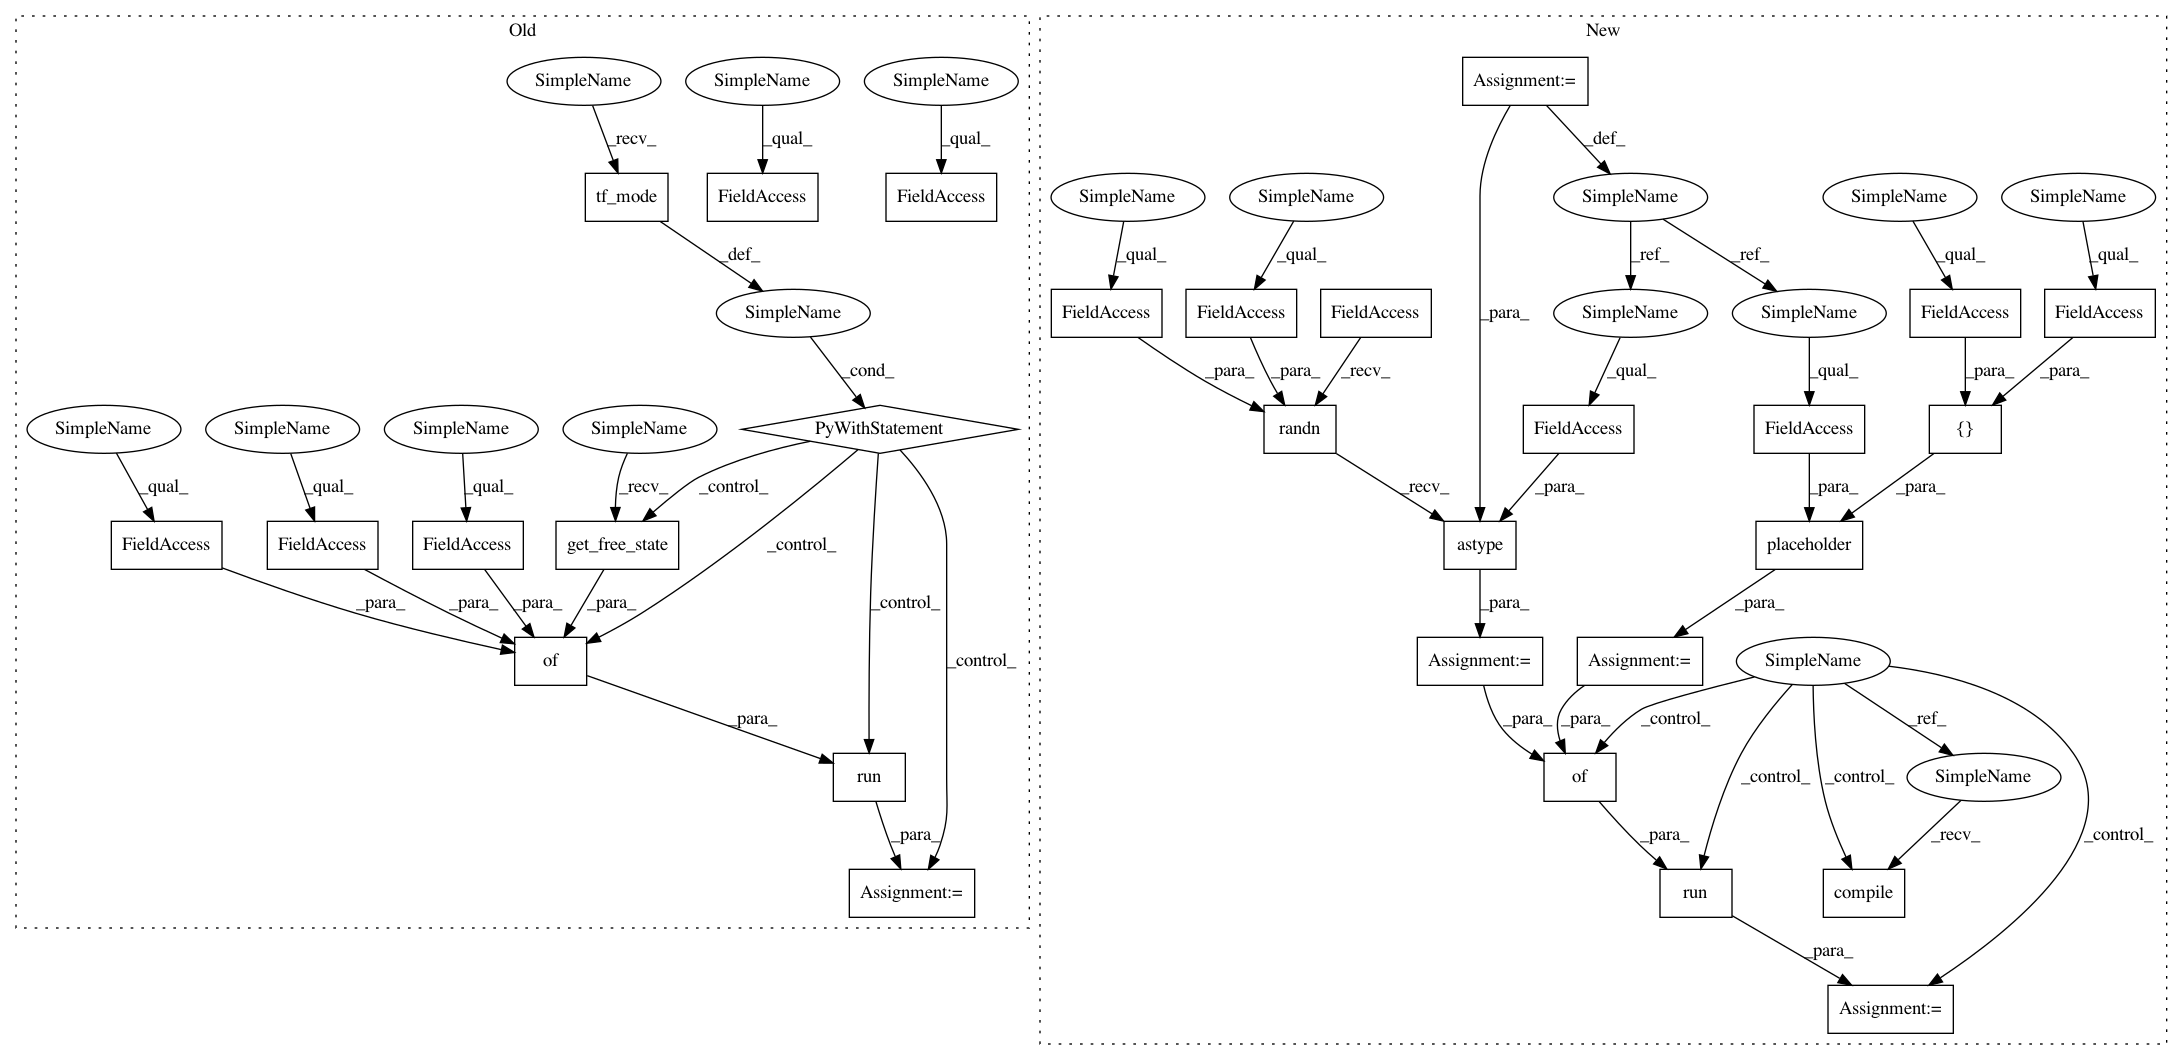 Old
New
SimpleName
SimpleName
SimpleName
Assignment:=
_recv_
_qual_
_qual_
_def_
tf_mode
FieldAccess
FieldAccess
SimpleName
SimpleName
SimpleName
SimpleName
SimpleName
_def_
_qual_
_qual_
_ref_
_ref_
_qual_
_qual_
SimpleName
_para_
FieldAccess
FieldAccess
FieldAccess
SimpleName
SimpleName
FieldAccess
FieldAccess
_cond_
_para_
_para_
_recv_
_qual_
_qual_
_para_
_para_
SimpleName
SimpleName
SimpleName
SimpleName
PyWithStatement
randn
FieldAccess
FieldAccess
{}
_qual_
_qual_
_qual_
_recv_
_control_
_recv_
_para_
_para_
_para_
FieldAccess
FieldAccess
FieldAccess
get_free_state
_control_
astype
placeholder
_para_
_para_
_para_
_para_
_control_
_para_
_para_
of
_control_
Assignment:=
Assignment:=
SimpleName
_para_
_para_
_para_
_control_
_ref_
run
of
SimpleName
_control_
_control_
_para_
_para_
_recv_
_control_
Assignment:=
run
compile
_para_
Assignment:=